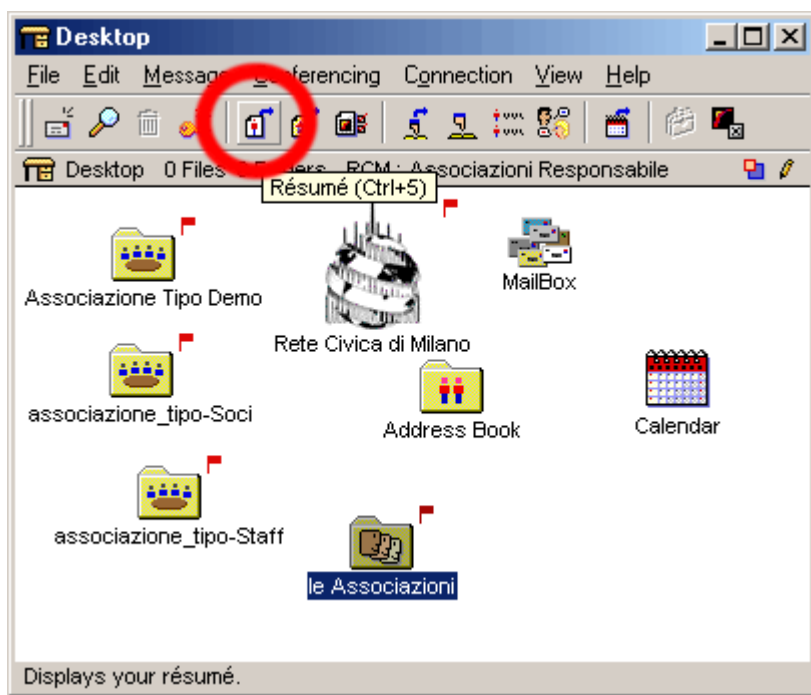 Desktop
File Edit Message Conferencing Connection View Help
Desktop 0 Files RCM : Associazioni Responsabile
Résumé (Ctrl+5)
Associazione Tipo Demo
MailBox
Rete Civica di Milano
associazione_tipo-Soci
Address Book
Calendar
associazione_tipo-Staff
le Associazioni
Displays your résumé.